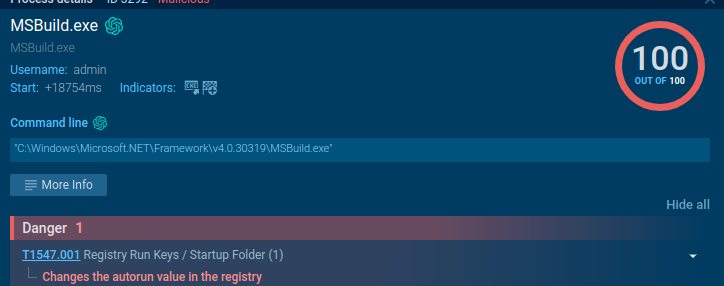 Process details ID 5292 Malicious
MSBuild.exe
MSBuild.exe
Username: admin
Start: +18754ms Indicators:
100
OUT OF 100
Command line
"C:\Windows\Microsoft.NET\Framework\v4.0.30319\MSBuild.exe"
More Info
Hide all
Danger 1
T1547.001 Registry Run Keys / Startup Folder (1)
Changes the autorun value in the registry